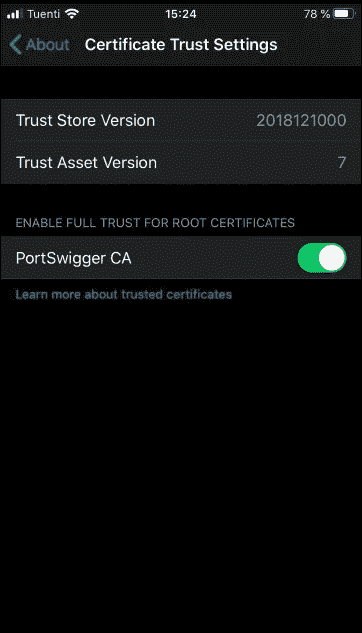 Tuenti 15:24 78 %
About Certificate Trust Settings
Trust Store Version 2018121000
Trust Asset Version 7
ENABLE FULL TRUST FOR ROOT CERTIFICATES
PortSwigger CA
Learn more about trusted certificates